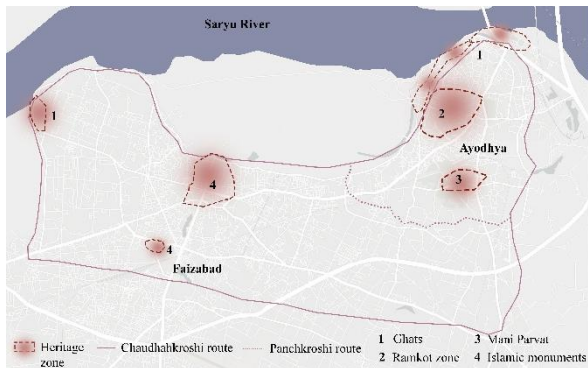 Saryu River
1
2
Ayodhya
1
4
3
4
Faizabad
Heritage zone
Chaudhahkroshi route
Panchkroshi route
1 Ghats
2 Ramkot zone
3 Mani Parvat
4 Islamic monuments